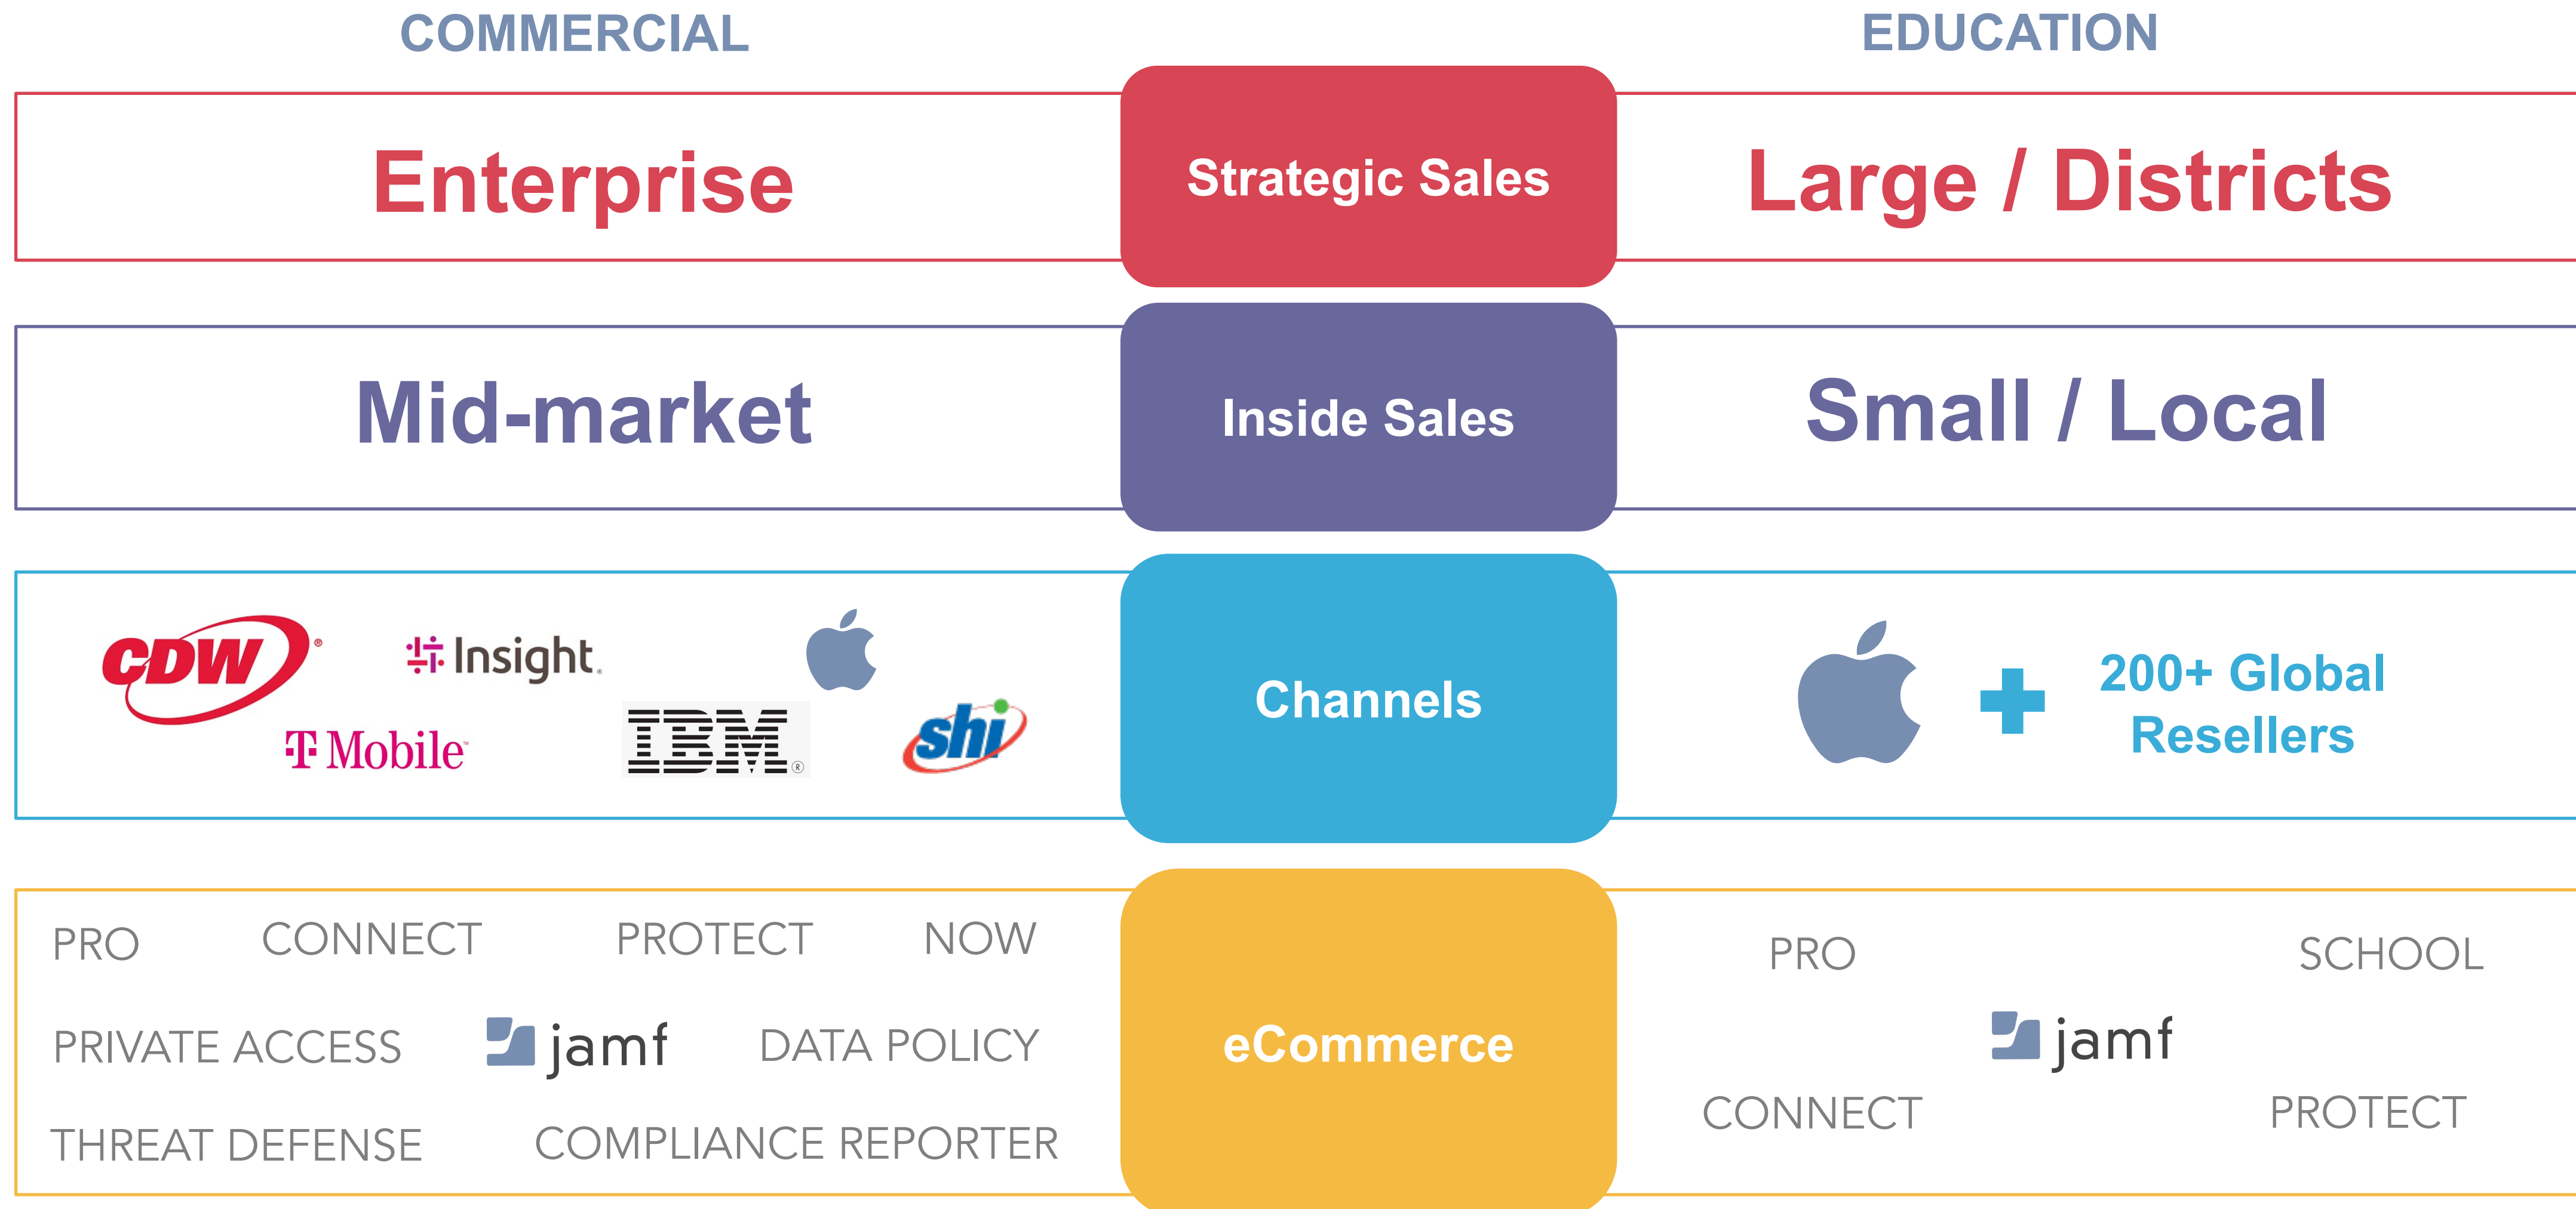 COMMERCIAL
EDUCATION
Enterprise
Strategic Sales
Large / Districts
Mid-market
Inside Sales
Small / Local
CDW®
Insight.
T Mobile™
IBM®
shi
Channels
200+ Global
Resellers
PRO CONNECT PROTECT NOW
PRIVATE ACCESS jamf DATA POLICY
THREAT DEFENSE COMPLIANCE REPORTER
eCommerce
PRO SCHOOL
jamf
CONNECT PROTECT